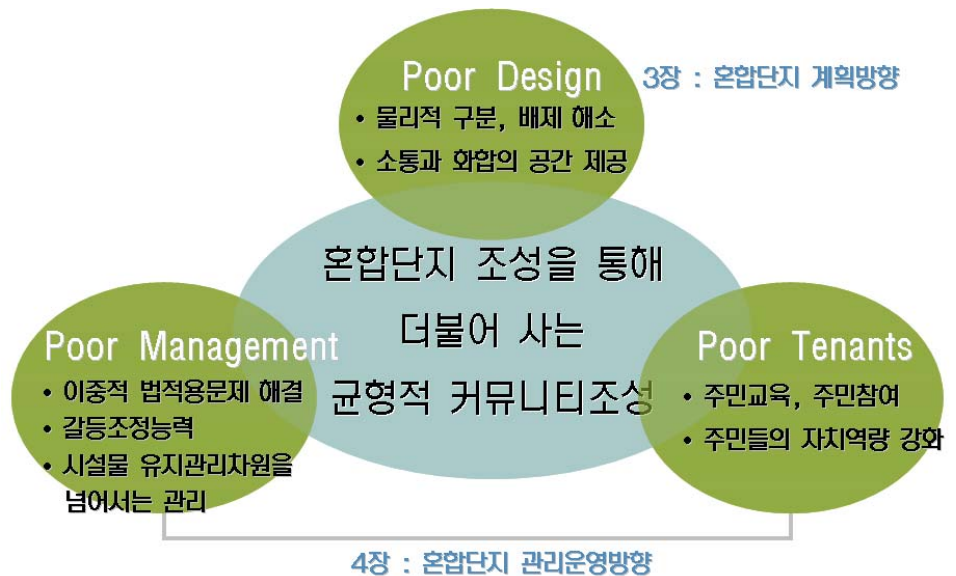 Poor Design
3장 : 혼합단지 계획방향
• 물리적 구분, 배제 해소
• 소통과 화합의 공간 제공
혼합단지 조성을 통해
더불어 사는
균형적 커뮤니티조성
Poor Management
• 이중적 법적용문제 해결
• 갈등조정능력
• 시설물 유지관리차원을
넘어서는 관리
Poor Tenants
• 주민교육, 주민참여
• 주민들의 자치역량 강화
4장 : 혼합단지 관리운영방향